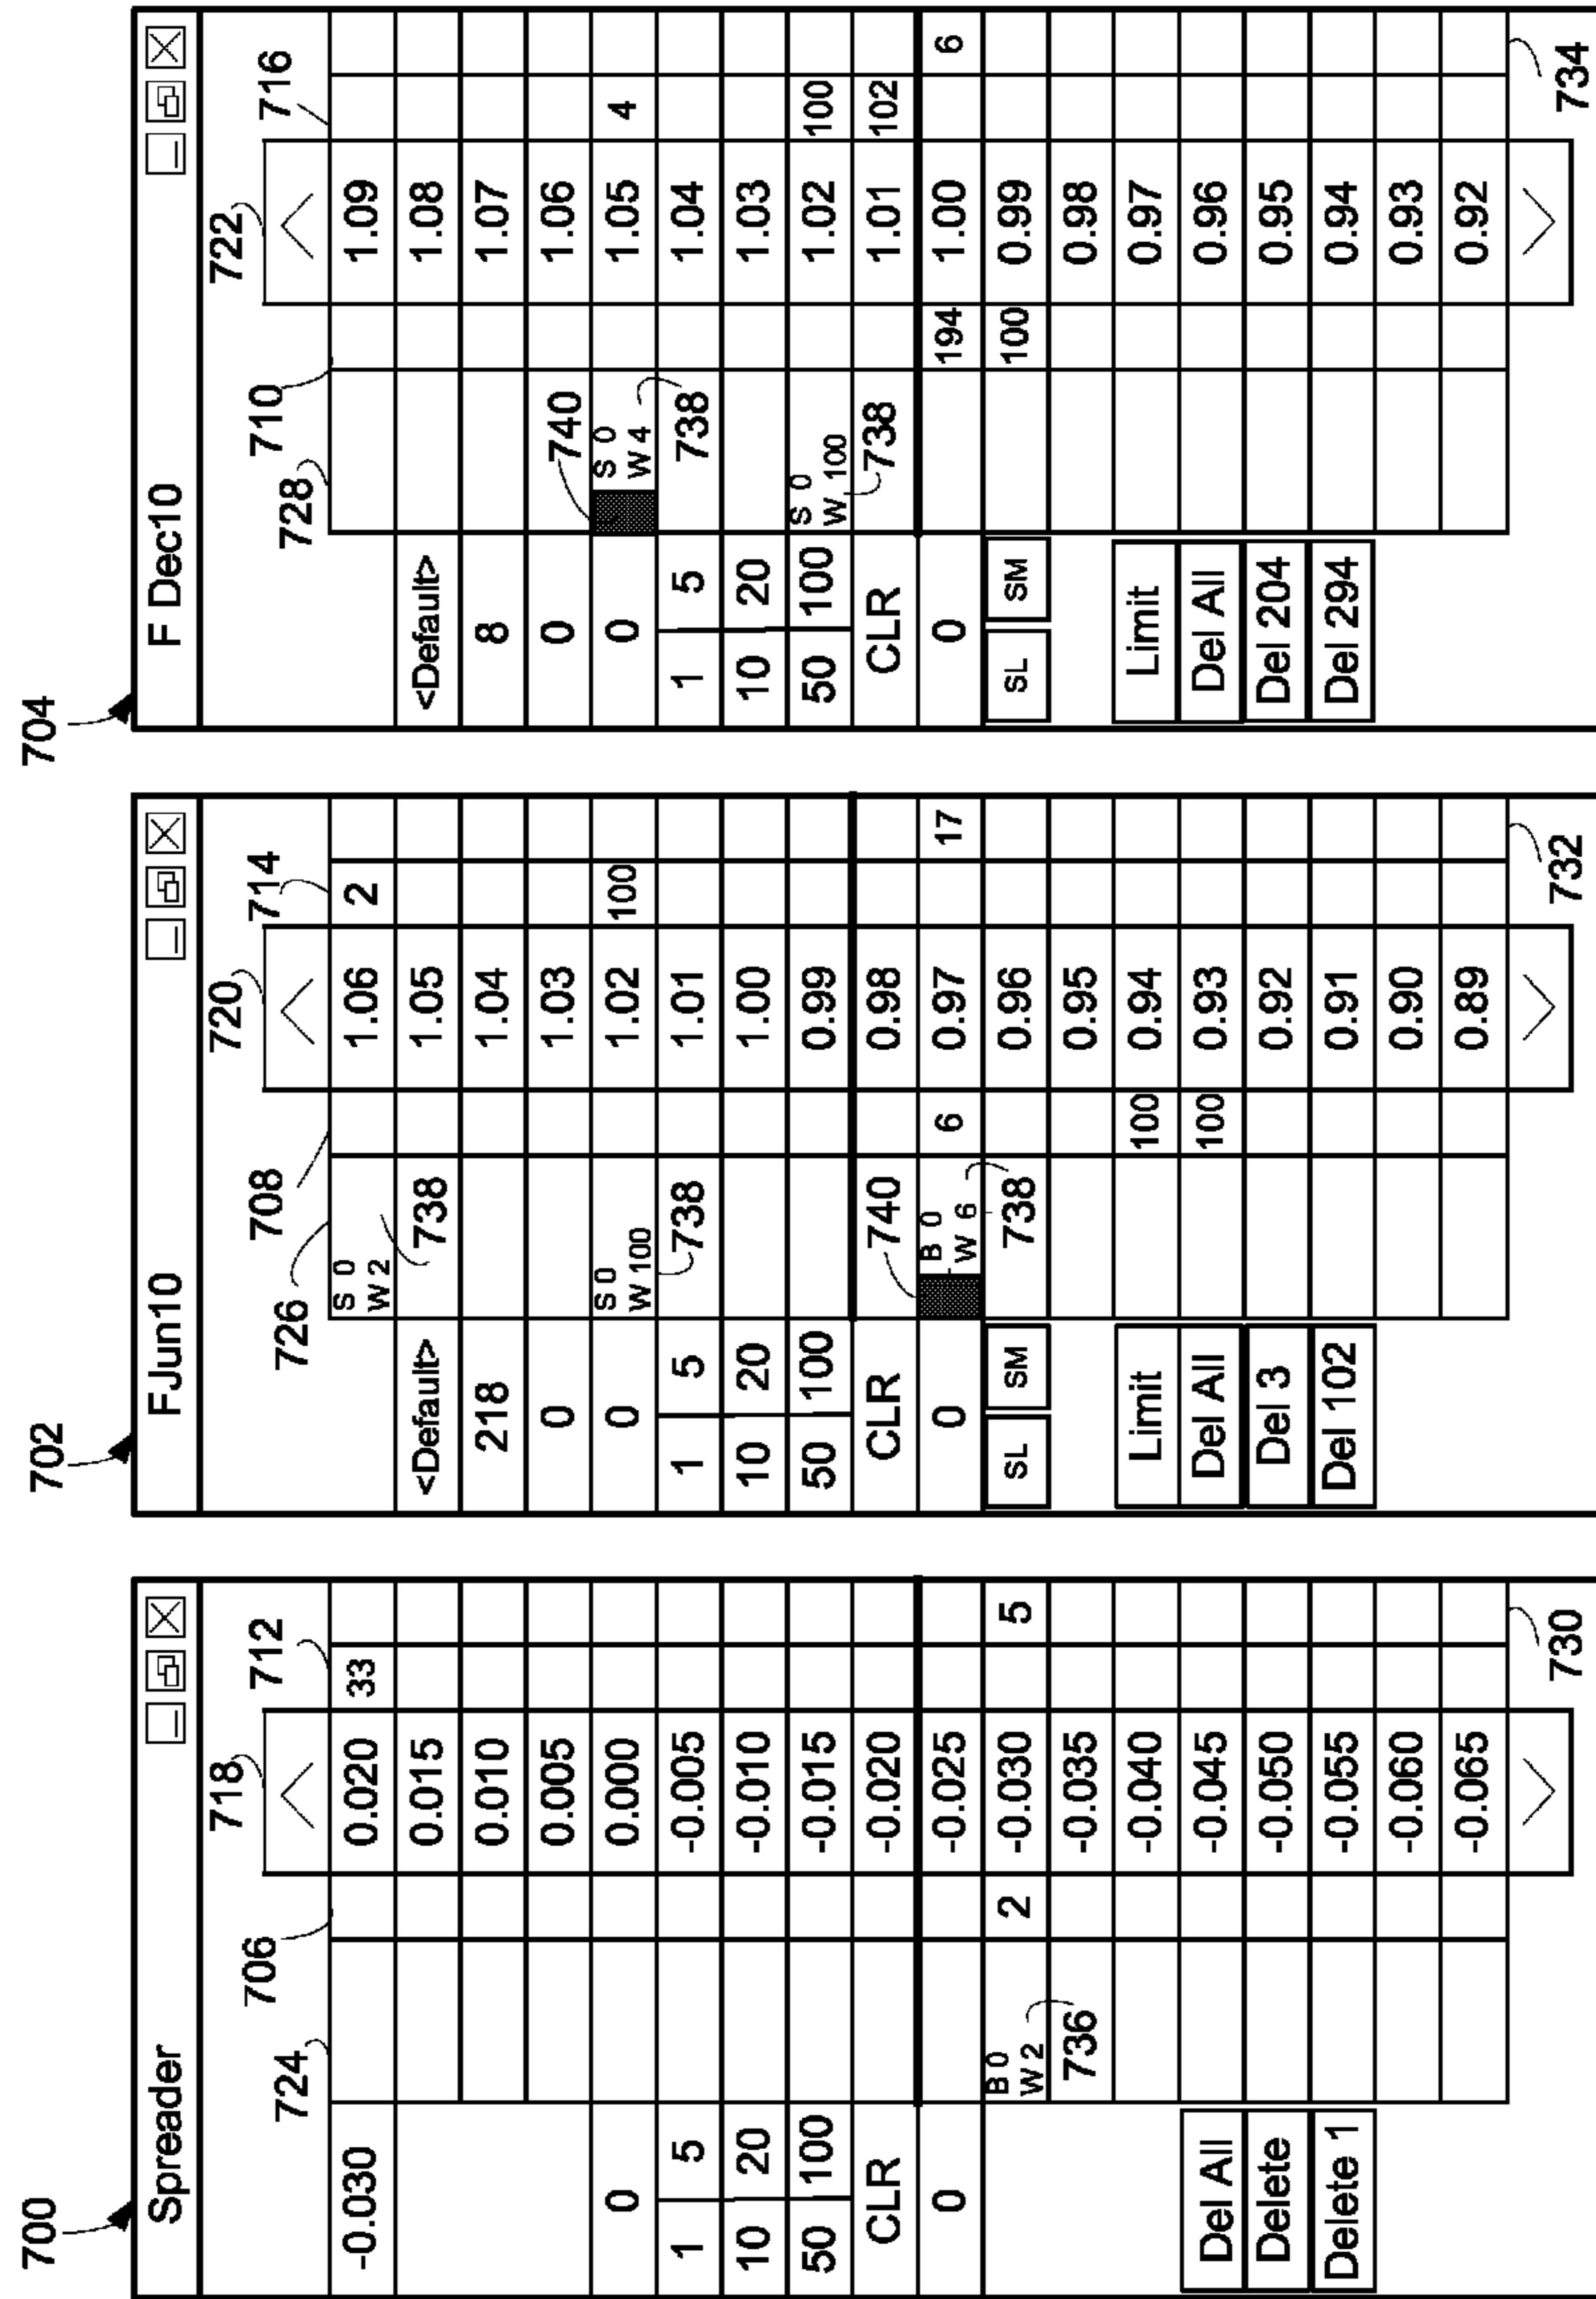 700
Spreader
718
712
706
724
-0.030 0.020 33
0.015
0.010
0.005
0 0.000
1 5 -0.005
10 20 -0.010
50 100 -0.015
CLR -0.020
0 -0.025
B 0
W 2 2 -0.030 5
736 -0.035
-0.040
Del All -0.045
Delete -0.050
Delete 1 -0.055
-0.060
-0.065
730
702
FJun10
720
714
708
726
S 0
W 2 1.06 2
<Default> 738 1.05
218 1.04
0 1.03
0 S 0
W 100 1.02 100
1 5 738 1.01
10 20 1.00
50 100 0.99
CLR 740 0.98
0 B 0
W 6 6 0.97 17
SL SM 738 0.96
0.95
Limit 100 0.94
Del All 100 0.93
Del 3 0.92
Del 102 0.91
0.90
0.89
732
704
F Dec10
722
716
710
728
1.09
<Default> 1.08
8 1.07
0 740 1.06
0 S 0
W 4 1.05 4
1 5 738 1.04
10 20 1.03
50 100 S 0
W 100 1.02 100
CLR 738 1.01 102
0 194 1.00 6
SL SM 100 0.99
0.98
Limit 0.97
Del All 0.96
Del 204 0.95
Del 294 0.94
0.93
0.92
734